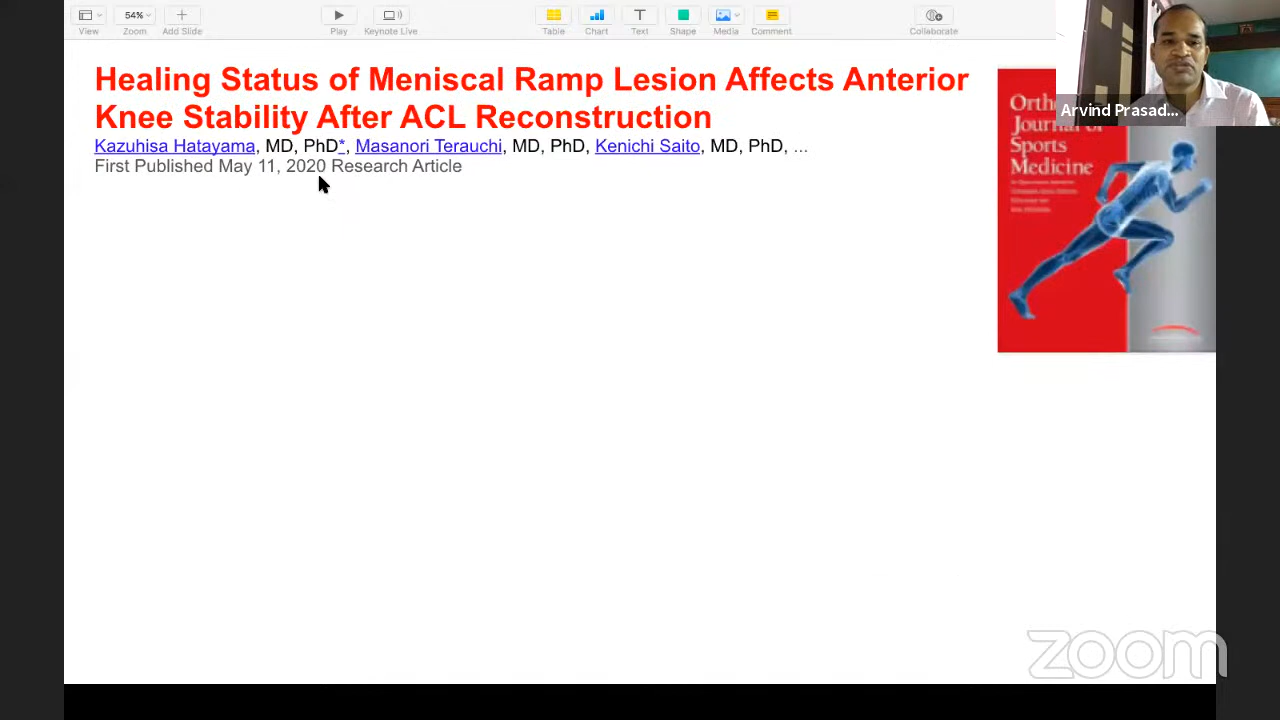 View
54%
Zoom
Add Slide
Play
Keynote Live
Table
Chart
Text
Shape
Media
Comment
Collaborate
Arvind Prasad...
Healing Status of Meniscal Ramp Lesion Affects Anterior
Knee Stability After ACL Reconstruction
Kazuhisa Hatayama, MD, PhD*, Masanori Terauchi, MD, PhD, Kenichi Saito, MD, PhD, ...
First Published May 11, 2020 Research Article
Journal of
Sports
Medicine
zoom